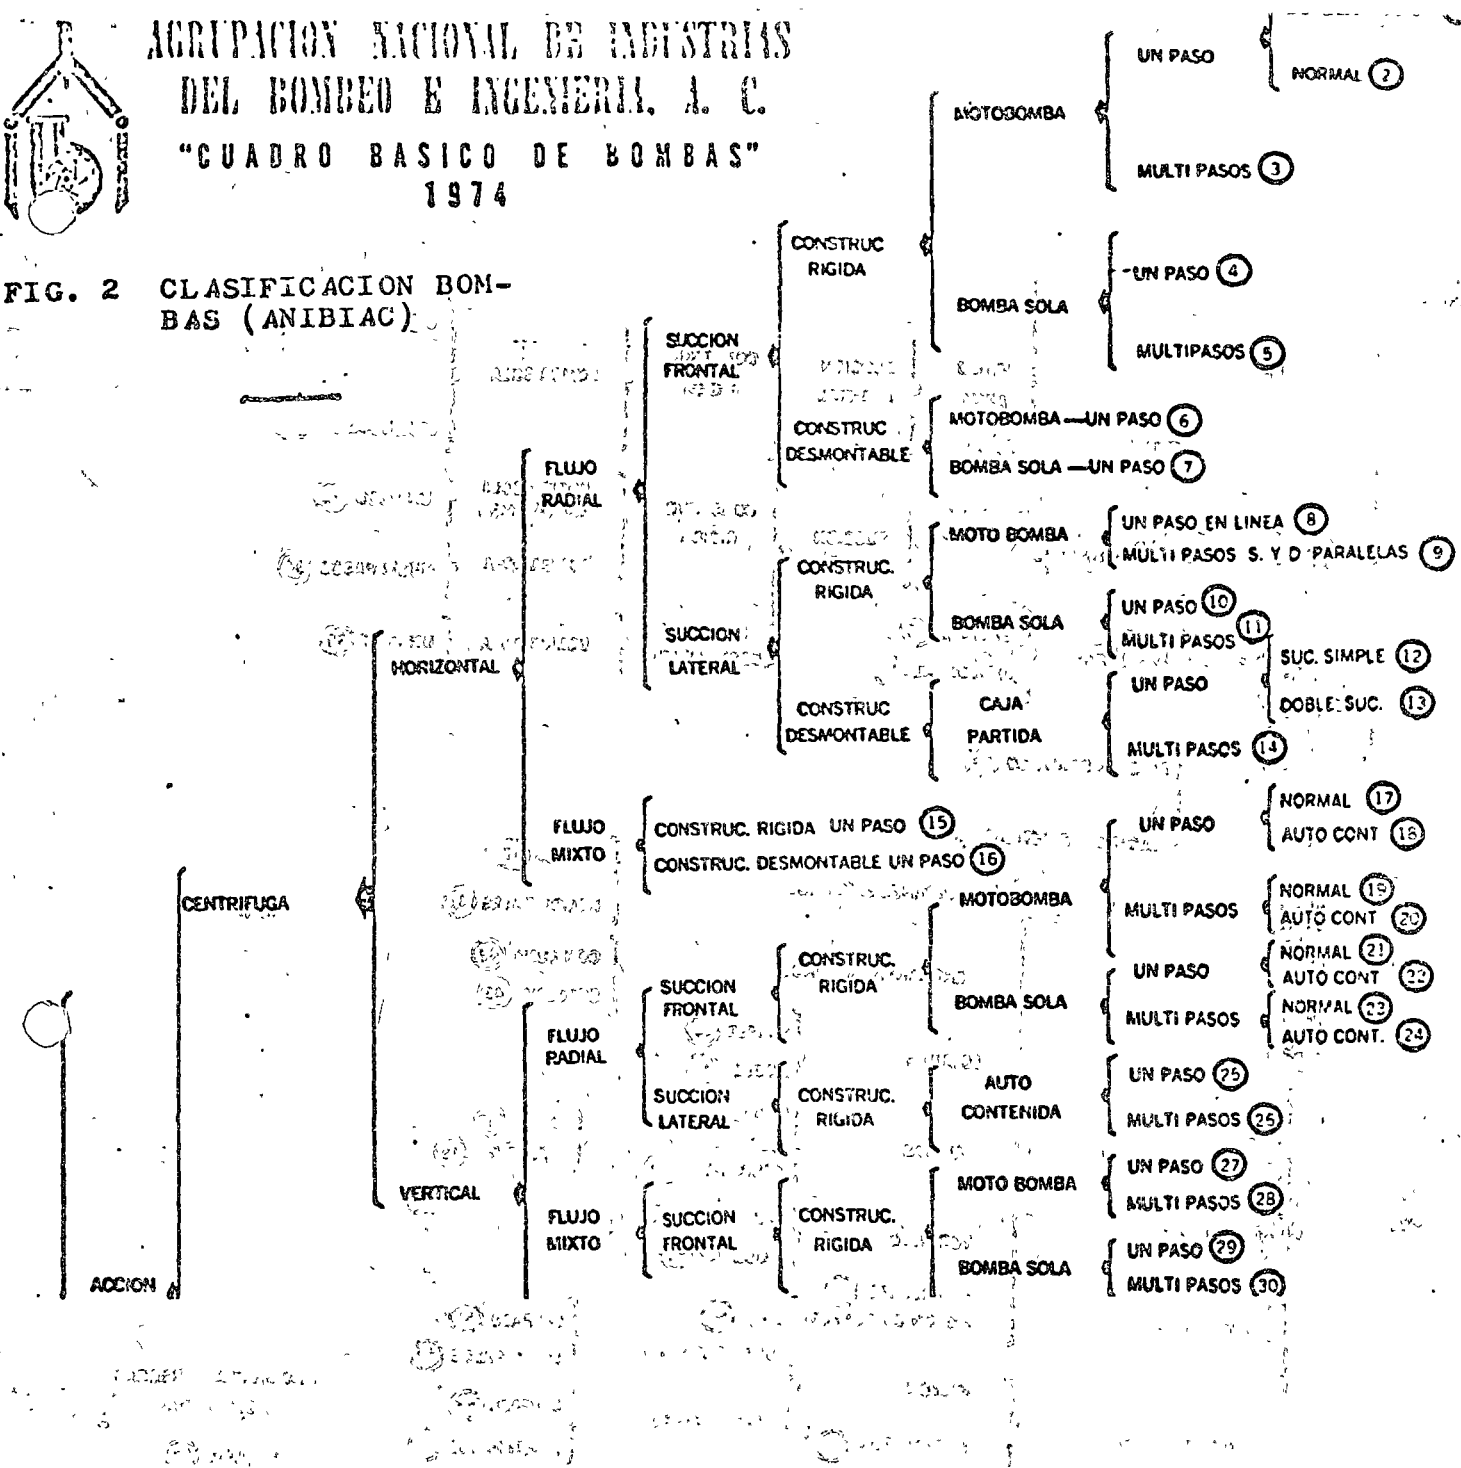 AGRUPACION NACIONAL DE INDUSTRIAS
DEL BOMBEO E INGENIERIA, A. C.
"CUADRO BASICO DE BOMBAS"
1974
FIG. 2 CLASIFICACION BOM-
BAS (ANIBIAC)
ACCION
CENTRIFUGA
HORIZONTAL
FLUJO
RADIAL
SUCCION
FRONTAL
CONSTRUC
RIGIDA
MOTOBOMBA
UN PASO
NORMAL 2
MULTI PASOS 3
BOMBA SOLA
UN PASO 4
MULTIPASOS 5
CONSTRUC
DESMONTABLE
MOTOBOMBA—UN PASO 6
BOMBA SOLA—UN PASO 7
SUCCION
LATERAL
CONSTRUC.
RIGIDA
MOTO BOMBA
UN PASO EN LINEA 8
MULTI PASOS S. Y D PARALELAS 9
BOMBA SOLA
UN PASO 10
MULTI PASOS 11
CONSTRUC
DESMONTABLE
CAJA
PARTIDA
UN PASO
SUC. SIMPLE 12
DOBLE SUC. 13
MULTI PASOS 14
FLUJO
MIXTO
CONSTRUC. RIGIDA UN PASO 15
CONSTRUC. DESMONTABLE UN PASO 16
VERTICAL
FLUJO
RADIAL
SUCCION
FRONTAL
CONSTRUC.
RIGIDA
MOTOBOMBA
UN PASO
NORMAL 17
AUTO CONT 18
MULTI PASOS
NORMAL 19
AUTO CONT 20
BOMBA SOLA
UN PASO
NORMAL 21
AUTO CONT 22
MULTI PASOS
NORMAL 23
AUTO CONT. 24
SUCCION
LATERAL
CONSTRUC.
RIGIDA
AUTO
CONTENIDA
UN PASO 25
MULTI PASOS 26
FLUJO
MIXTO
SUCCION
FRONTAL
CONSTRUC.
RIGIDA
MOTO BOMBA
UN PASO 27
MULTI PASOS 28
BOMBA SOLA
UN PASO 29
MULTI PASOS 30